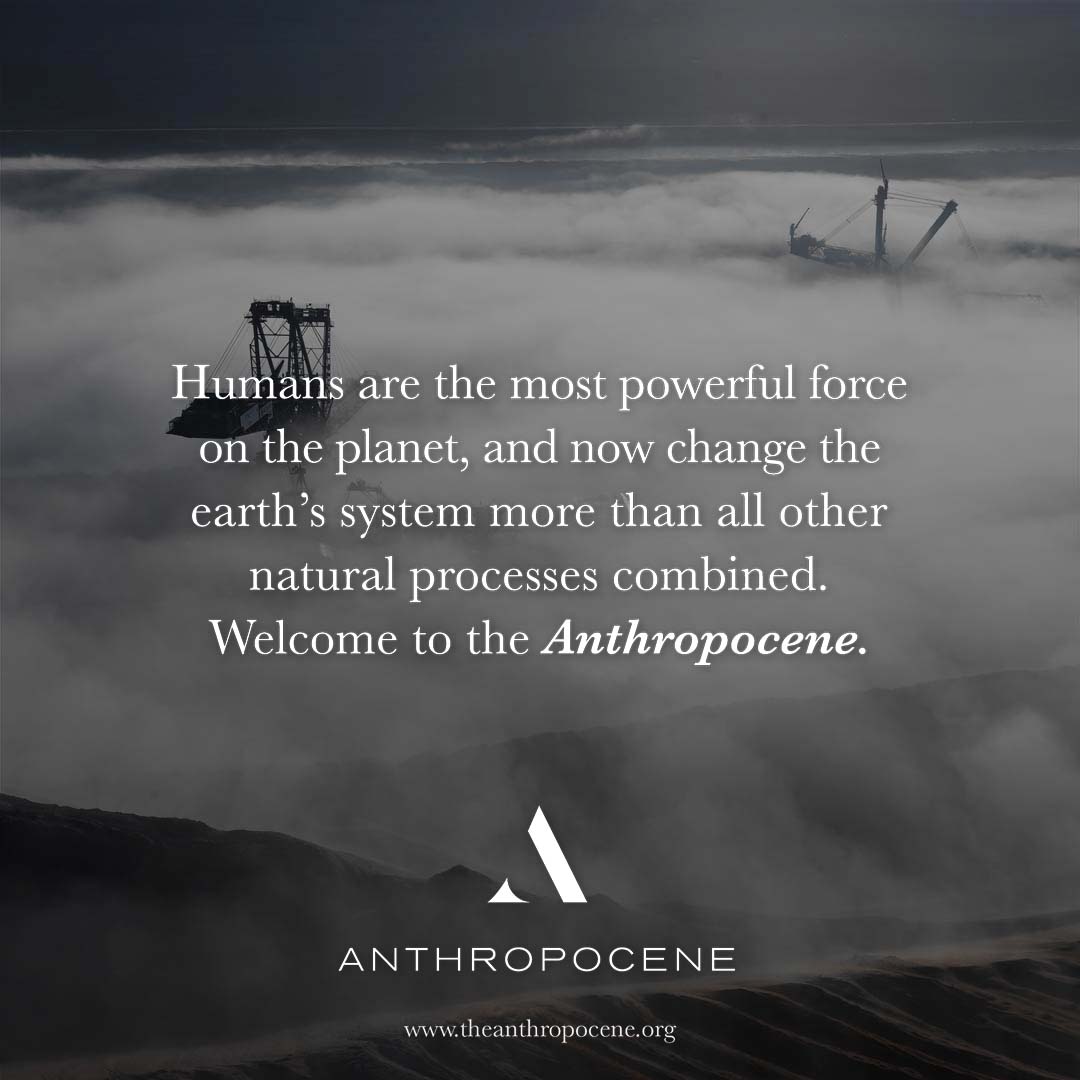 Humans are the most powerful force
on the planet, and now change the
earth’s system more than all other
natural processes combined.
Welcome to the Anthropocene.
ANTHROPOCENE
www.theanthropocene.org